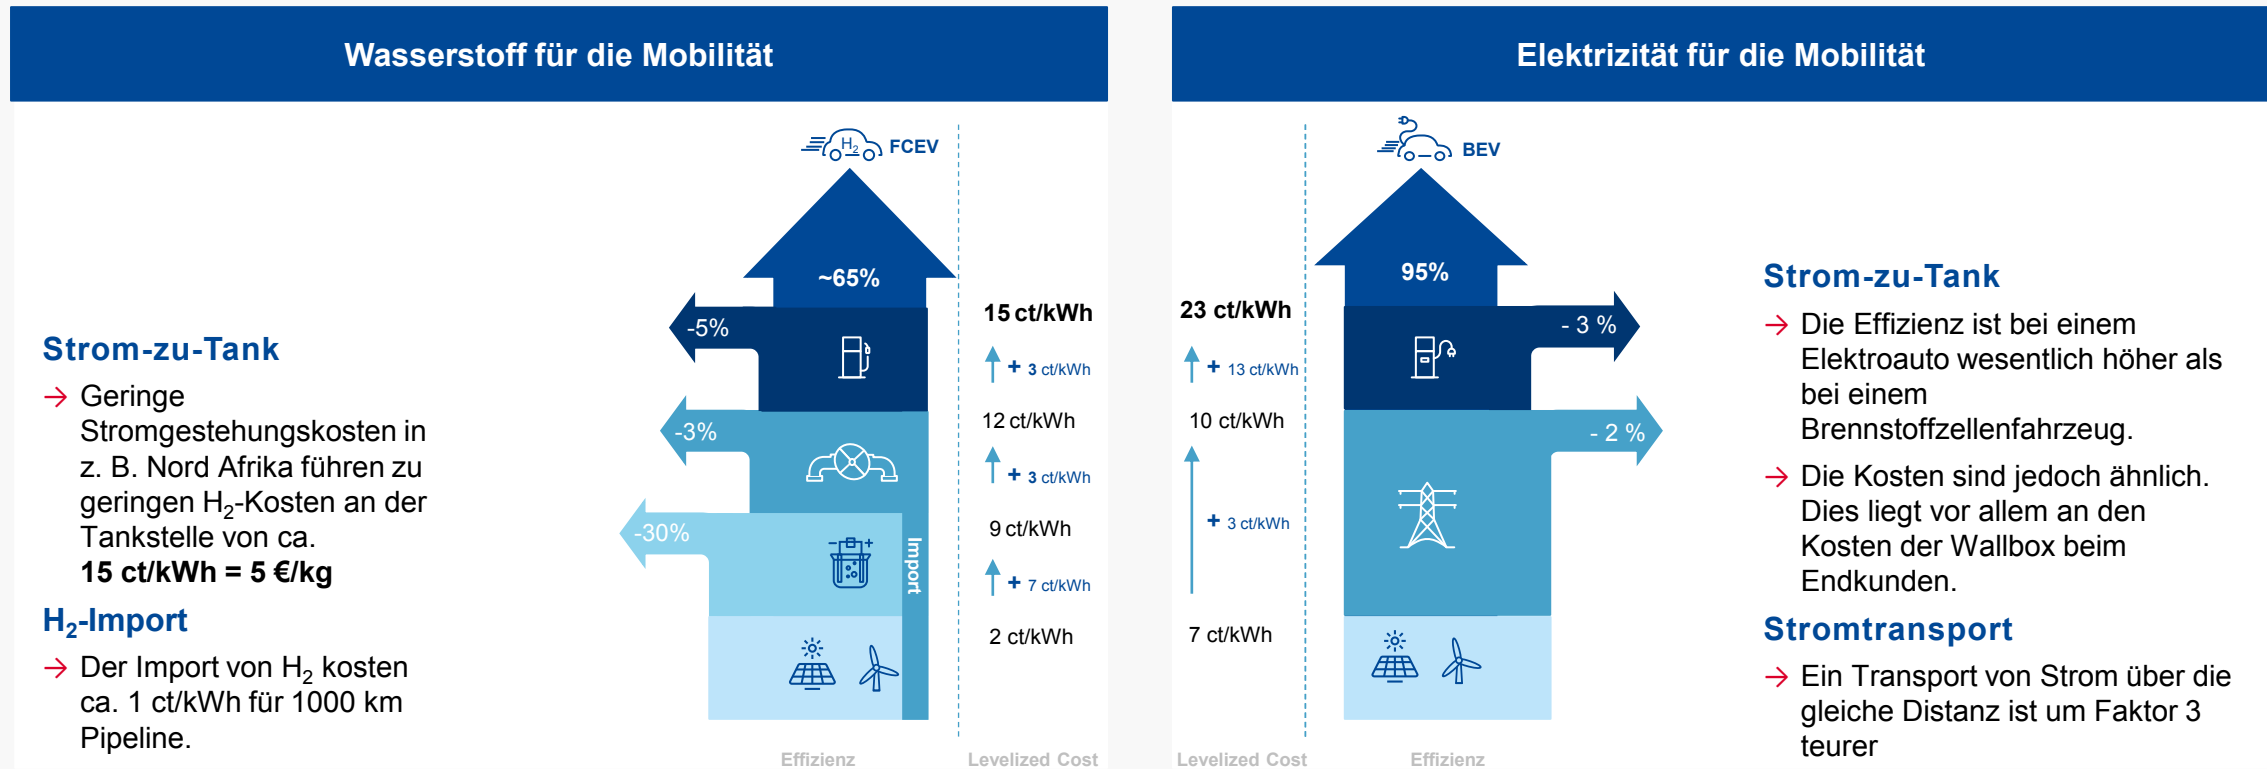 Wasserstoff für die Mobilität
H₂
FCEV
~65%
-5%
-3%
-30%
Import
15 ct/kWh
+ 3 ct/kWh
12 ct/kWh
+ 3 ct/kWh
9 ct/kWh
+ 7 ct/kWh
2 ct/kWh
Strom-zu-Tank
→ Geringe
Stromgestehungskosten in
z. B. Nord Afrika führen zu
geringen H₂-Kosten an der
Tankstelle von ca.
15 ct/kWh = 5 €/kg
H₂-Import
→ Der Import von H₂ kosten
ca. 1 ct/kWh für 1000 km
Pipeline.
Effizienz
Levelized Cost
Elektrizität für die Mobilität
BEV
95%
- 3 %
- 2 %
23 ct/kWh
+ 13 ct/kWh
10 ct/kWh
+ 3 ct/kWh
7 ct/kWh
Levelized Cost
Effizienz
Strom-zu-Tank
→ Die Effizienz ist bei einem
Elektroauto wesentlich höher als
bei einem
Brennstoffzellenfahrzeug.
→ Die Kosten sind jedoch ähnlich.
Dies liegt vor allem an den
Kosten der Wallbox beim
Endkunden.
Stromtransport
→ Ein Transport von Strom über die
gleiche Distanz ist um Faktor 3
teurer